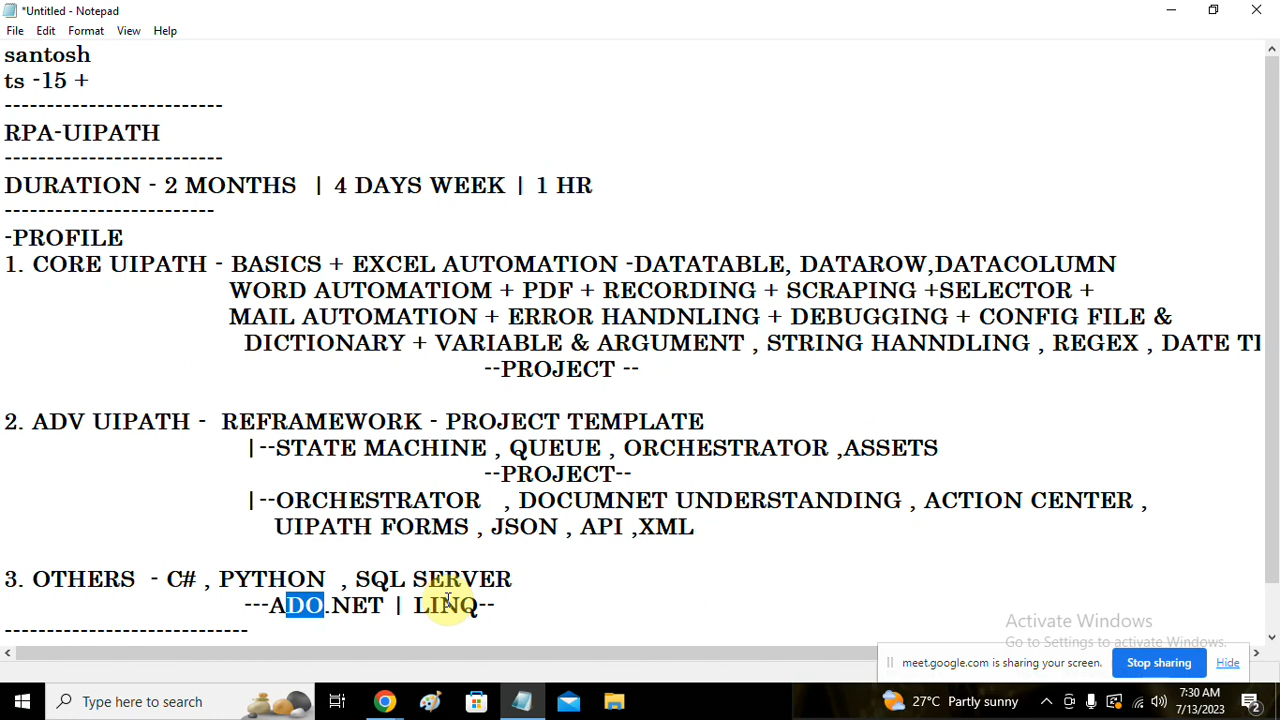 *Untitled - Notepad
File Edit Format View Help
santosh
ts -15 +
--------------------------
RPA-UIPATH
--------------------------
DURATION - 2 MONTHS | 4 DAYS WEEK | 1 HR
-------------------------
-PROFILE
1. CORE UIPATH - BASICS + EXCEL AUTOMATION -DATATABLE, DATAROW,DATACOLUMN
WORD AUTOMATIOM + PDF + RECORDING + SCRAPING +SELECTOR +
MAIL AUTOMATION + ERROR HANDNLING + DEBUGGING + CONFIG FILE &
DICTIONARY + VARIABLE & ARGUMENT , STRING HANNDLING , REGEX , DATE TI
--PROJECT --
2. ADV UIPATH - REFRAMEWORK - PROJECT TEMPLATE
|--STATE MACHINE , QUEUE , ORCHESTRATOR ,ASSETS
--PROJECT--
|--ORCHESTRATOR , DOCUMNET UNDERSTANDING , ACTION CENTER ,
UIPATH FORMS , JSON , API ,XML
3. OTHERS - C# , PYTHON , SQL SERVER
---ADO.NET | LINQ--
-----------------------------
Activate Windows
Go to Settings to activate Windows.
meet.google.com is sharing your screen. Stop sharing Hide
Type here to search
27°C Partly sunny
7:30 AM
7/13/2023
2